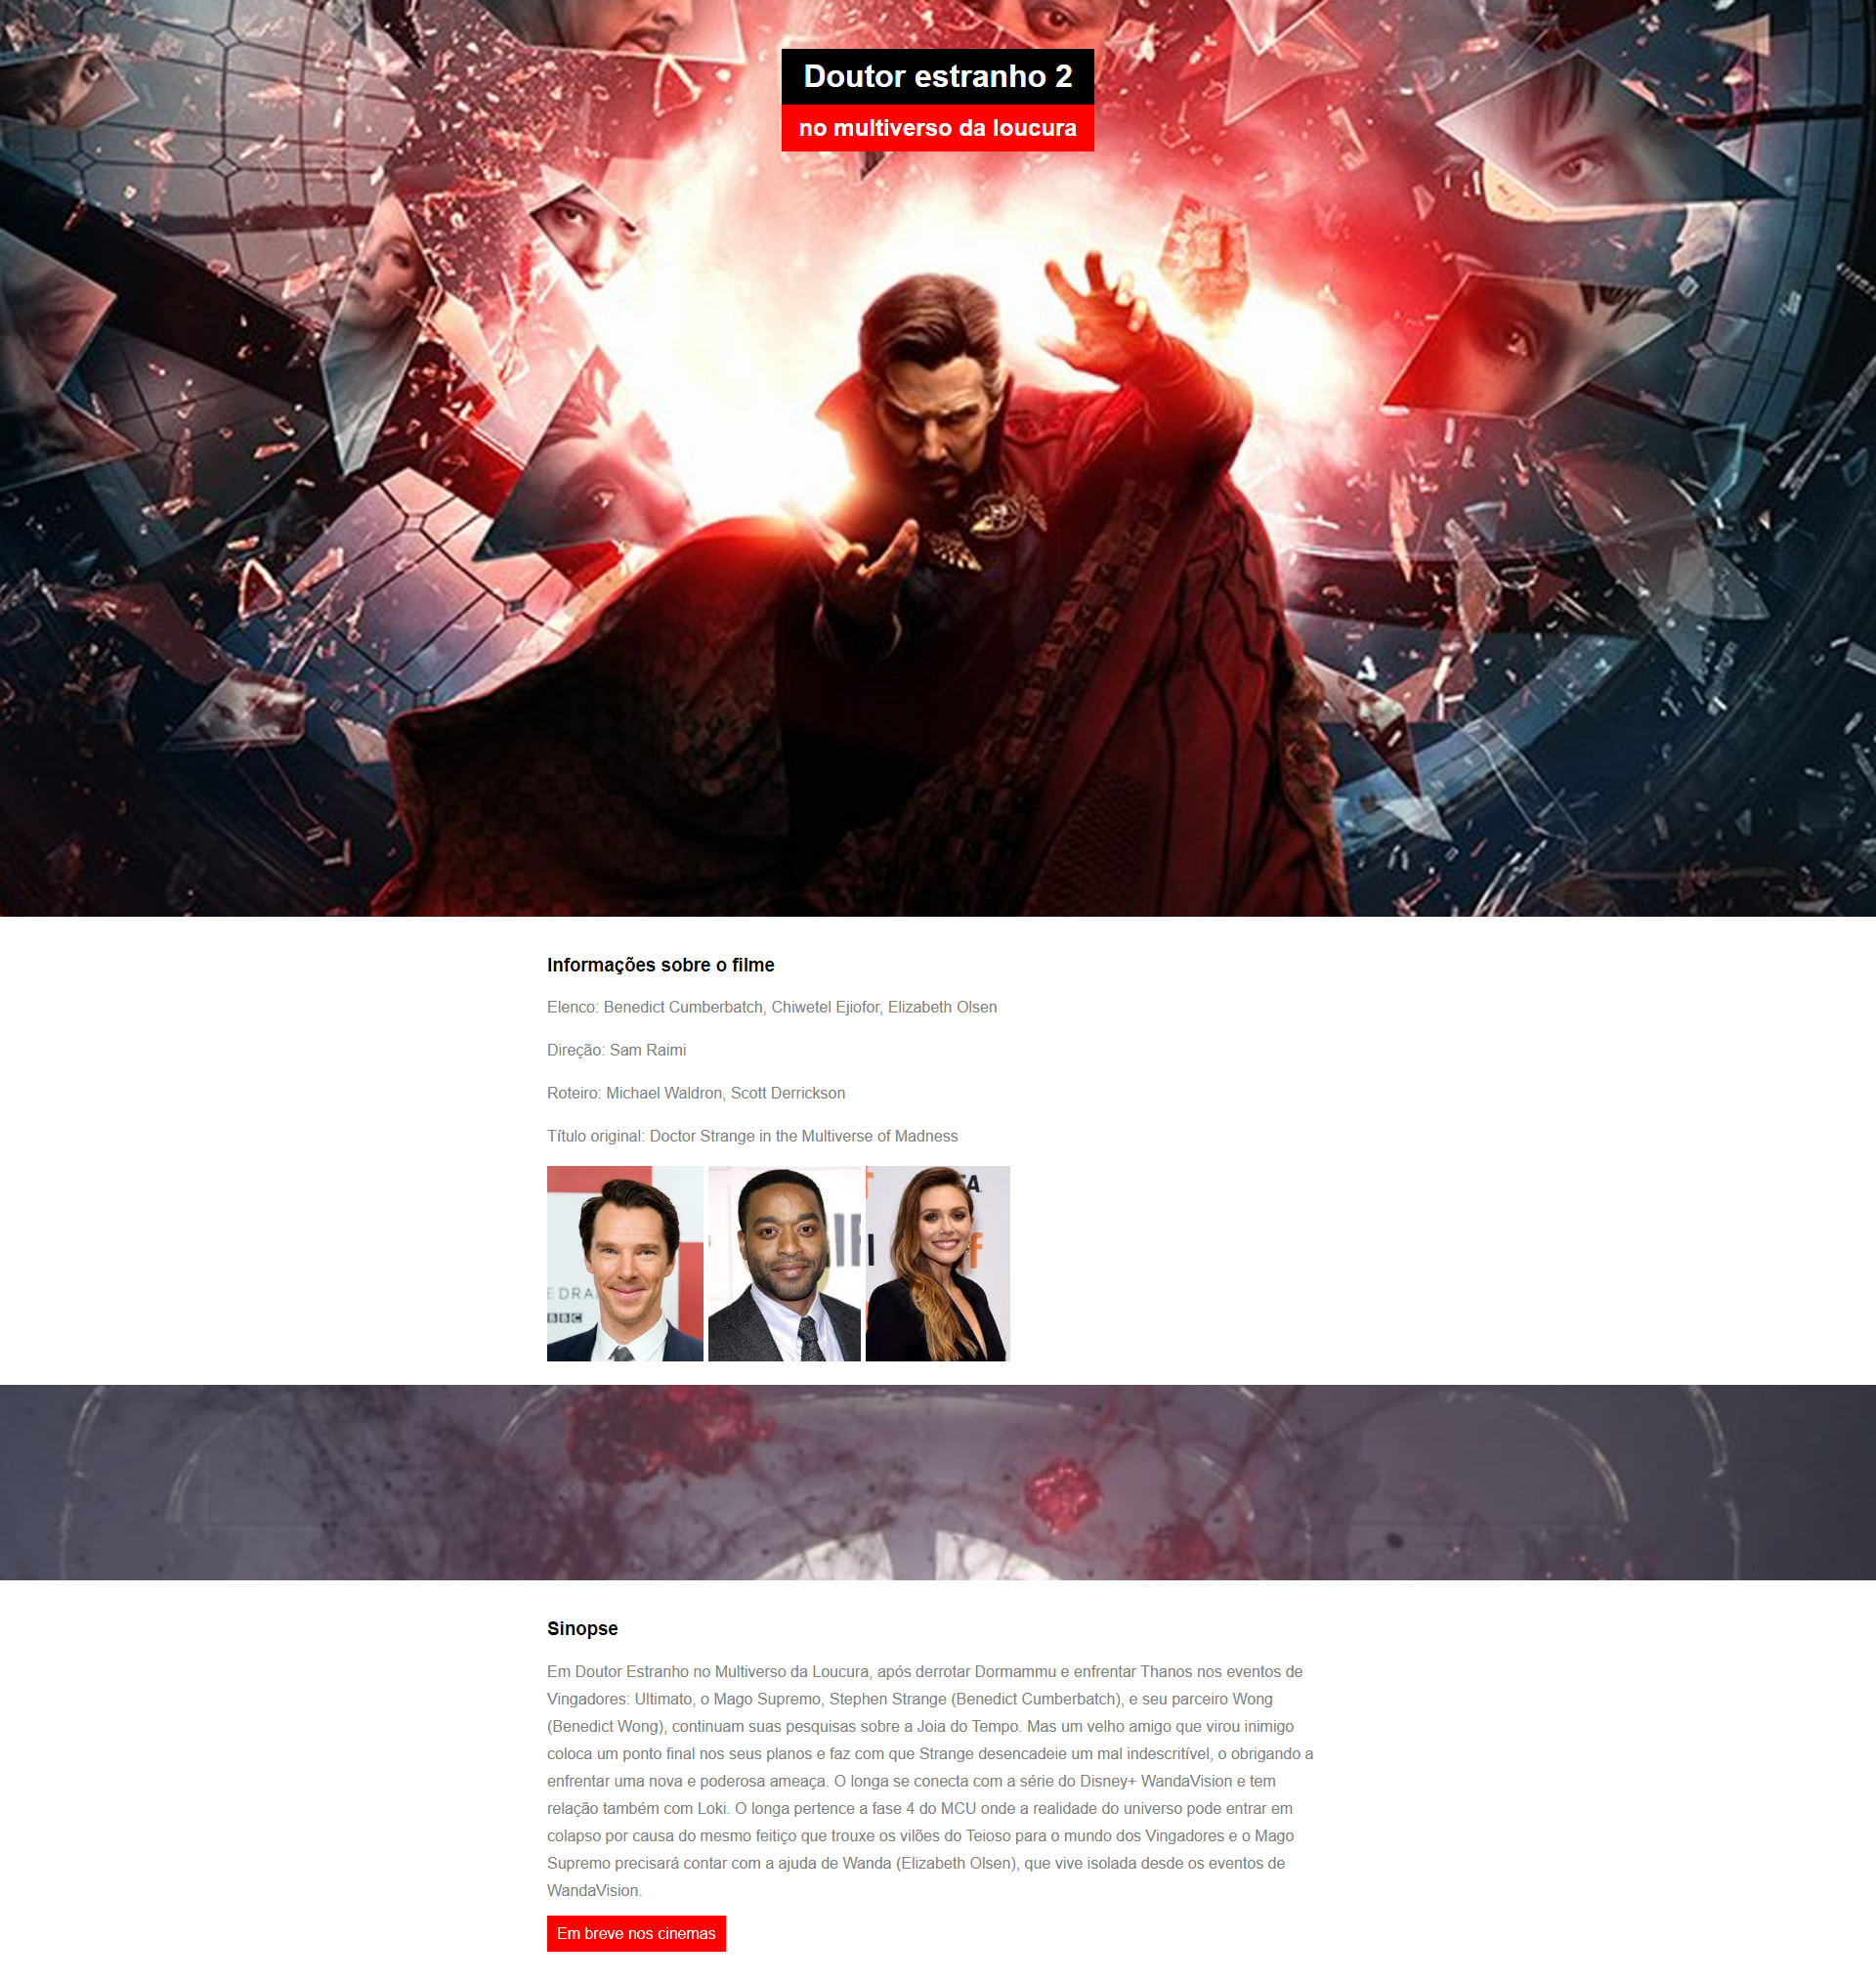 Doutor estranho 2
no multiverso da loucura
Informações sobre o filme
Elenco: Benedict Cumberbatch, Chiwetel Ejiofor, Elizabeth Olsen
Direção: Sam Raimi
Roteiro: Michael Waldron, Scott Derrickson
Título original: Doctor Strange in the Multiverse of Madness
EDRA
BBC
Sinopse
Em Doutor Estranho no Multiverso da Loucura, após derrotar Dormammu e enfrentar Thanos nos eventos de
Vingadores: Ultimato, o Mago Supremo, Stephen Strange (Benedict Cumberbatch), e seu parceiro Wong
(Benedict Wong), continuam suas pesquisas sobre a Joia do Tempo. Mas um velho amigo que virou inimigo
coloca um ponto final nos seus planos e faz com que Strange desencadeie um mal indescritível, o obrigando a
enfrentar uma nova e poderosa ameaça. O longa se conecta com a série do Disney+ WandaVision e tem
relação também com Loki. O longa pertence a fase 4 do MCU onde a realidade do universo pode entrar em
colapso por causa do mesmo feitiço que trouxe os vilões do Teioso para o mundo dos Vingadores e o Mago
Supremo precisará contar com a ajuda de Wanda (Elizabeth Olsen), que vive isolada desde os eventos de
WandaVision.
Em breve nos cinemas